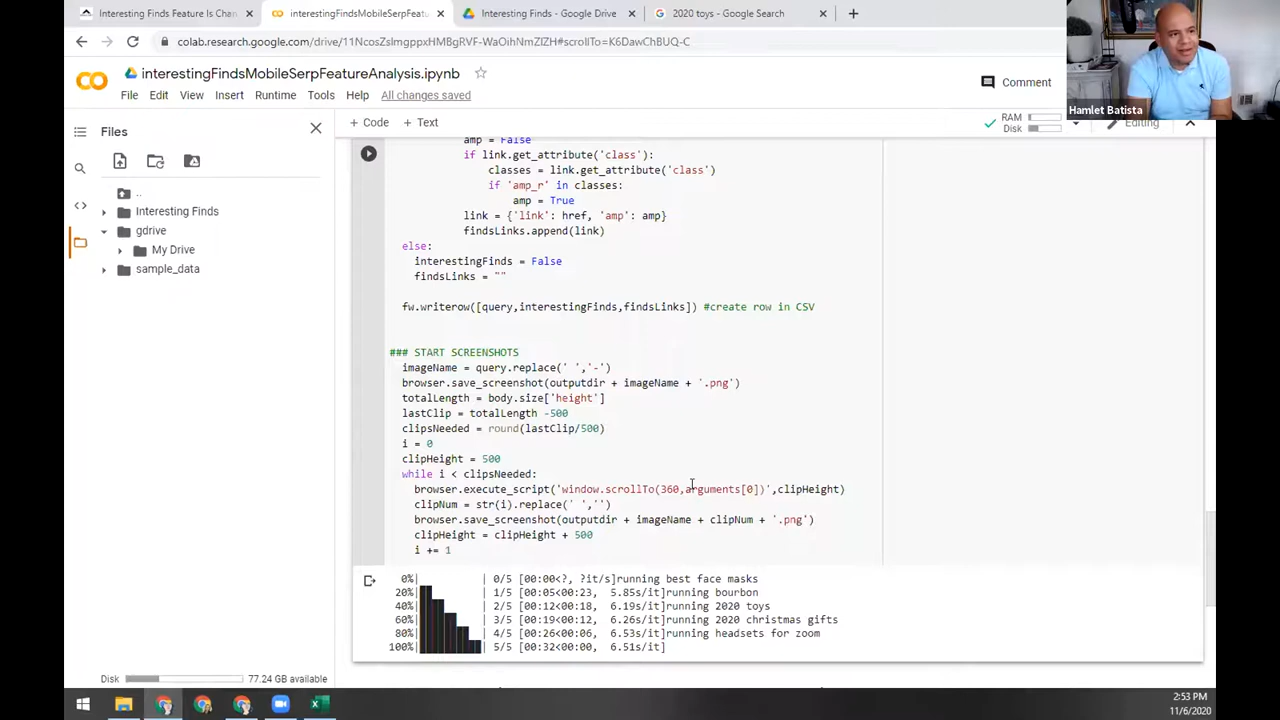 Interesting Finds Feature Is Chan
interestingFindsMobileSerpFeatur
Interesting Finds - Google Drive
2020 toys - Google Search
colab.research.google.com/drive/11NcosZsImgppxHMBgRVF-WaOihNmZIZH#scrollTo=K6DawChBUQ-C
interestingFindsMobileSerpFeatureAnalysis.ipynb
File Edit View Insert Runtime Tools Help All changes saved
Comment
Hamlet Batista
Files
+ Code + Text
RAM
Disk
Editing
..
Interesting Finds
gdrive
My Drive
sample_data
amp = False
if link.get_attribute('class'):
classes = link.get_attribute('class')
if 'amp_r' in classes:
amp = True
link = {'link': href, 'amp': amp}
findsLinks.append(link)
else:
interestingFinds = False
findsLinks = ""
fw.writerow([query,interestingFinds,findsLinks]) #create row in CSV
### START SCREENSHOTS
imageName = query.replace(' ','-')
browser.save_screenshot(outputdir + imageName + '.png')
totalLength = body.size['height']
lastClip = totalLength -500
clipsNeeded = round(lastClip/500)
i = 0
clipHeight = 500
while i < clipsNeeded:
browser.execute_script('window.scrollTo(360,arguments[0])',clipHeight)
clipNum = str(i).replace(' ','')
browser.save_screenshot(outputdir + imageName + clipNum + '.png')
clipHeight = clipHeight + 500
i += 1
0%| | 0/5 [00:00<?, ?it/s]running best face masks
20%| | 1/5 [00:05<00:23, 5.85s/it]running bourbon
40%| | 2/5 [00:12<00:18, 6.19s/it]running 2020 toys
60%| | 3/5 [00:19<00:12, 6.26s/it]running 2020 christmas gifts
80%| | 4/5 [00:26<00:06, 6.53s/it]running headsets for zoom
100%| | 5/5 [00:32<00:00, 6.51s/it]
Disk 77.24 GB available
2:53 PM
11/6/2020